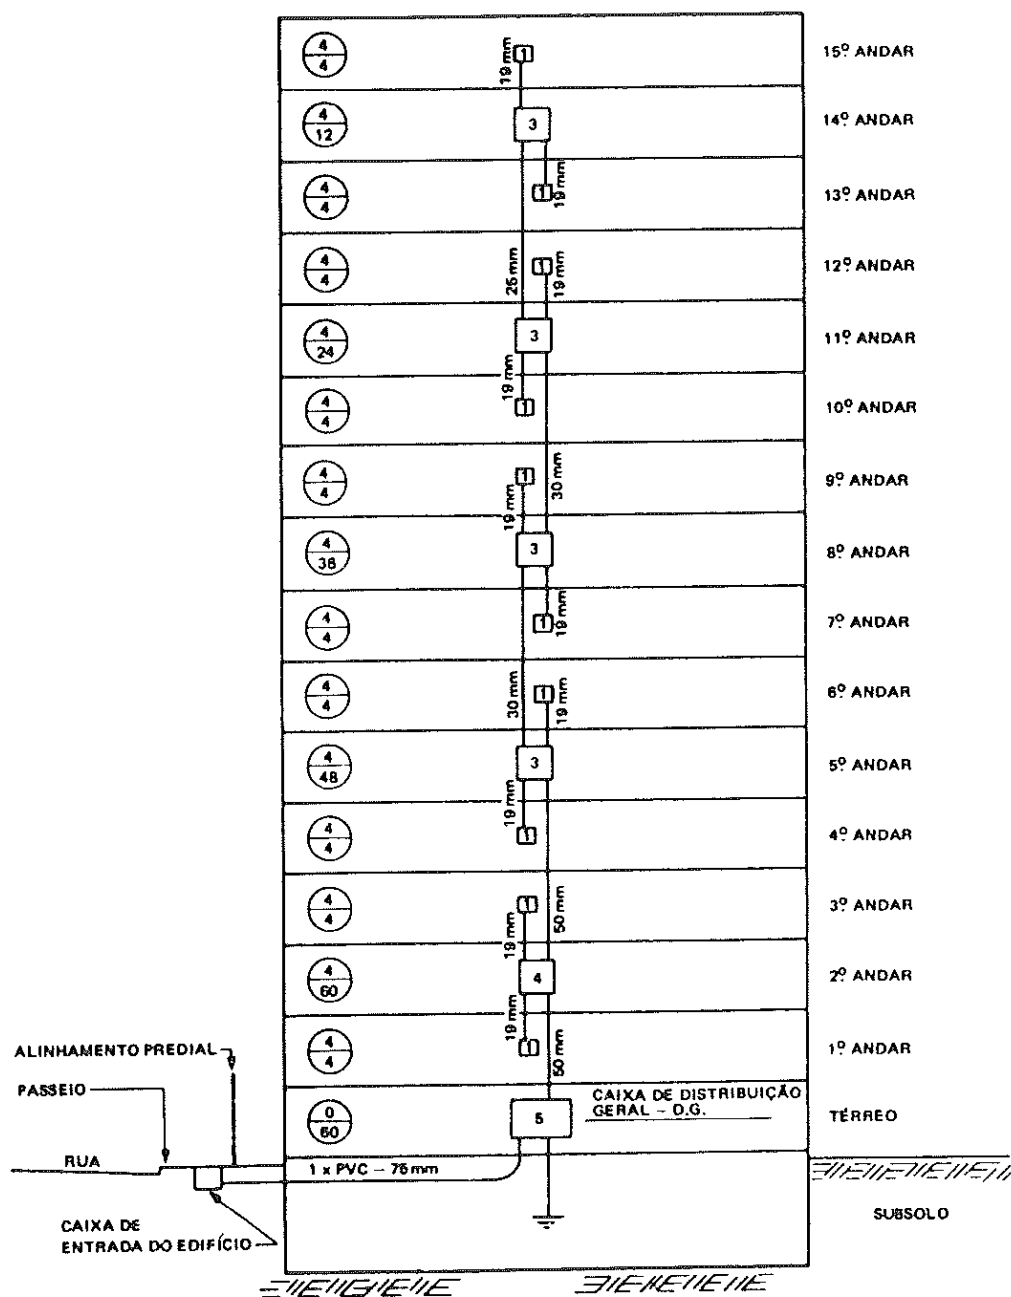 4
4
19 mm
1
15º ANDAR
4
12
3
14º ANDAR
4
4
1
19 mm
13º ANDAR
4
4
25 mm
1
19 mm
12º ANDAR
4
24
3
11º ANDAR
4
4
19 mm
1
10º ANDAR
4
4
1
19 mm
30 mm
9º ANDAR
4
36
3
8º ANDAR
4
4
1
19 mm
7º ANDAR
4
4
30 mm
1
19 mm
6º ANDAR
4
48
3
5º ANDAR
4
4
19 mm
1
4º ANDAR
4
4
1
19 mm
50 mm
3º ANDAR
4
60
4
2º ANDAR
4
4
19 mm
1
50 mm
1º ANDAR
ALINHAMENTO PREDIAL
PASSEIO
0
60
5
CAIXA DE DISTRIBUIÇÃO
GERAL – D.G.
TÉRREO
RUA
1 x PVC – 75 mm
CAIXA DE
ENTRADA DO EDIFÍCIO
SUBSOLO